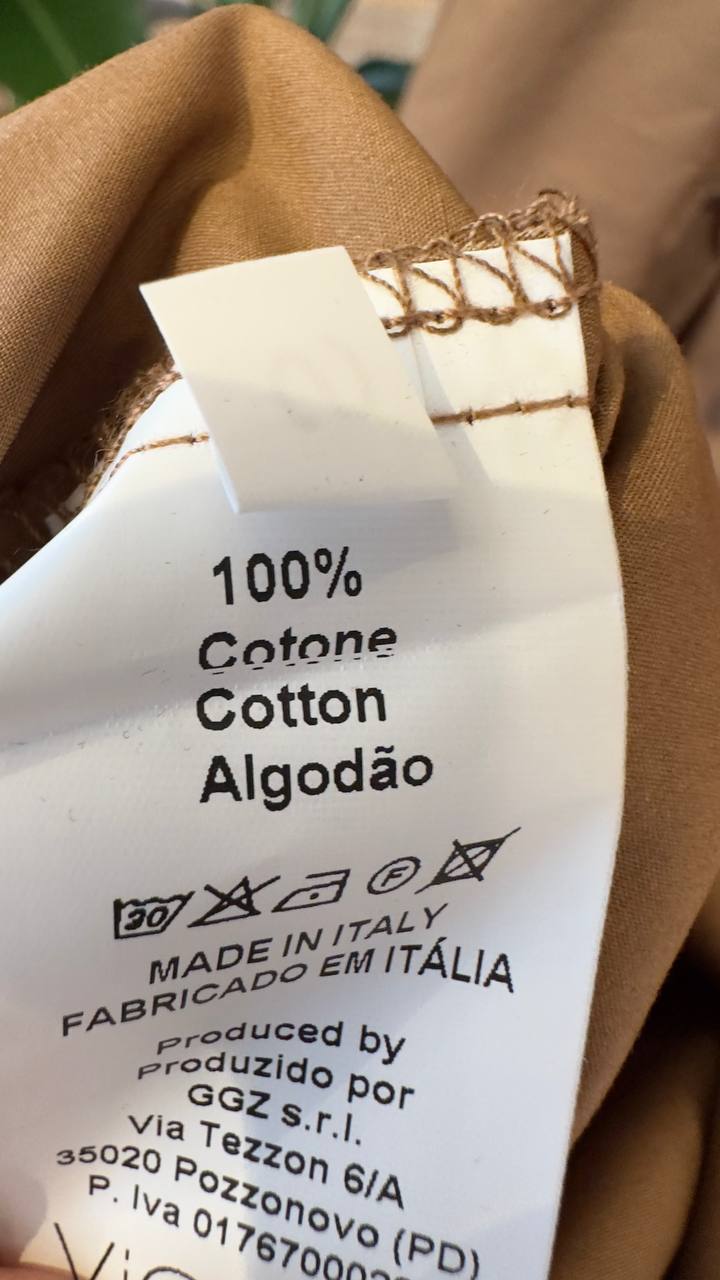 100%
Cotone
Cotton
Algodão
30
F
MADE IN ITALY
FABRICADO EM ITÁLIA
Produced by
Produzido por
GGZ s.r.l.
Via Tezzon 6/A
35020 Pozzonovo (PD)
P. Iva